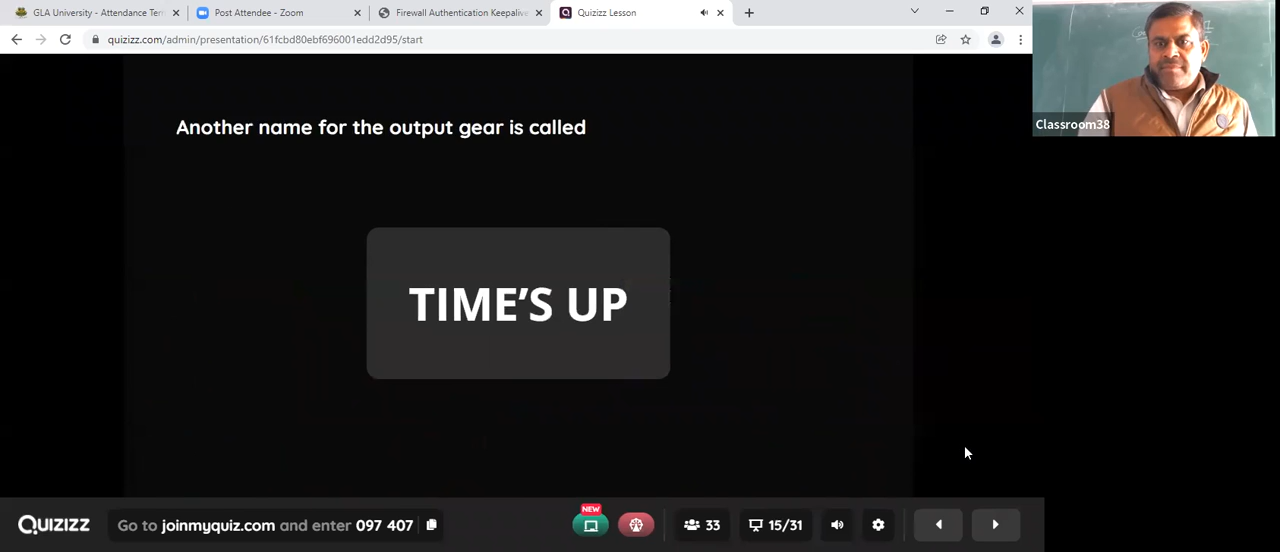 GLA University - Attendance Ter
Post Attendee - Zoom
Firewall Authentication Keepalive
Quizizz Lesson
quizizz.com/admin/presentation/61fcbd80ebf696001edd2d95/start
Classroom38
Another name for the output gear is called
TIME'S UP
NEW
QUIZIZZ
Go to joinmyquiz.com and enter 097 407
33
15/31